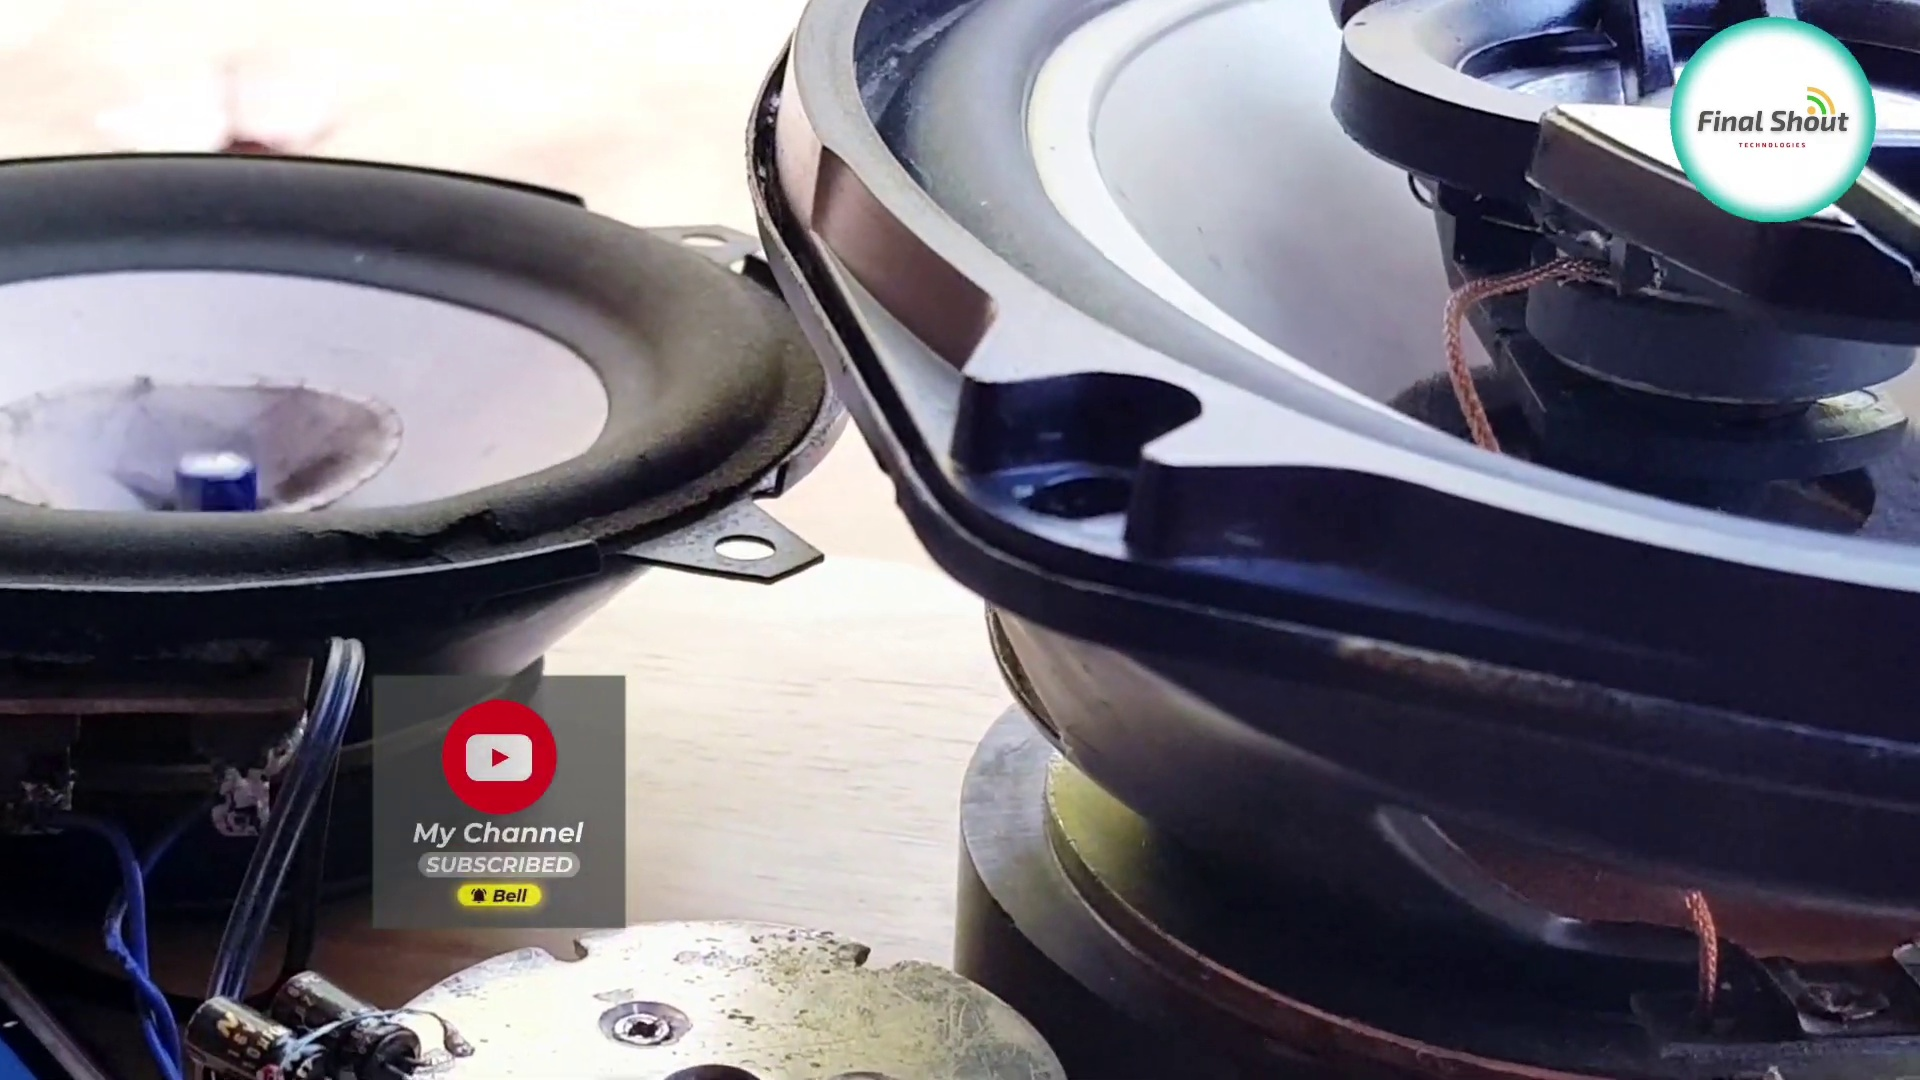 Final Shout
TECHNOLOGIES
My Channel
SUBSCRIBED
Bell